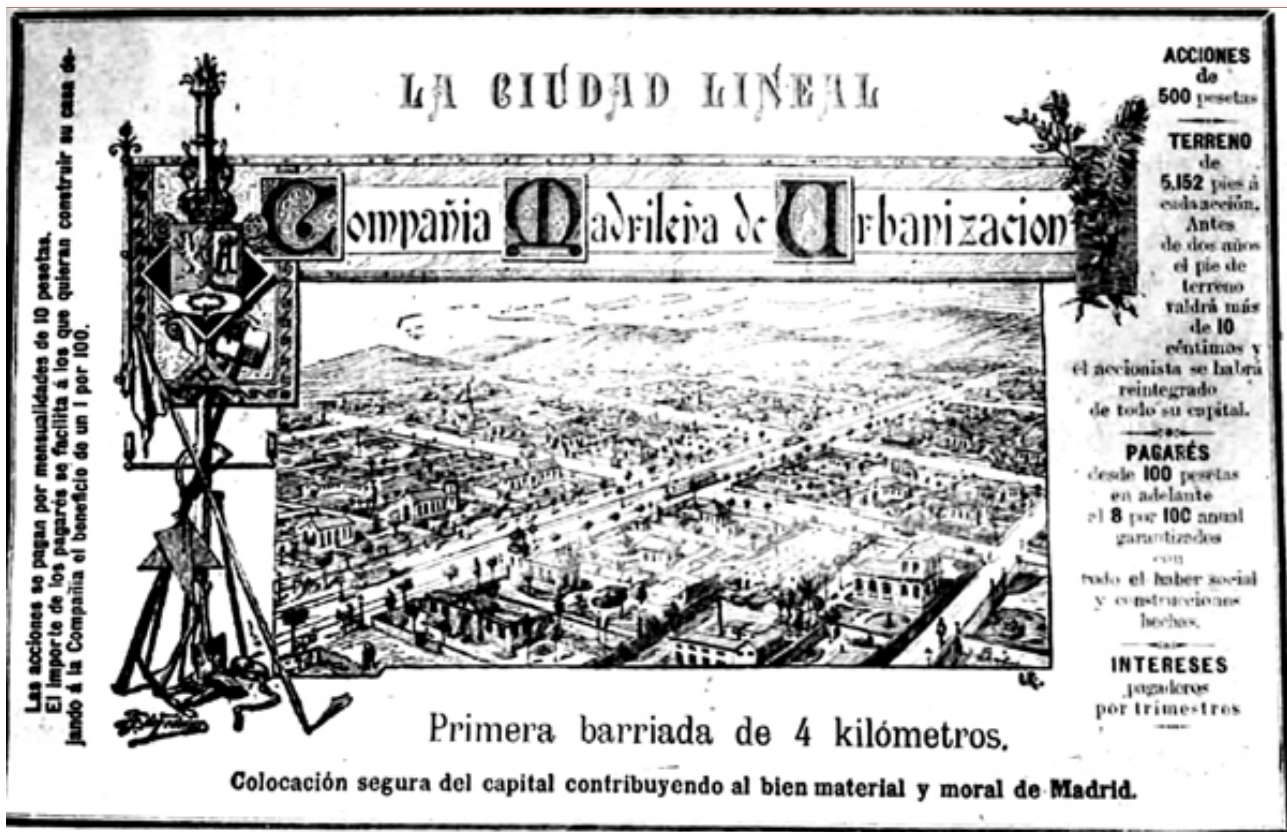 LA CIUDAD LINEAL
Compañia Madrileña de Urbanizacion
Las acciones se pagan por mensualidades de 10 pesetas.
El importe de los pagarés se facilita á los que quieran construir su casa de-
jando á la Compañia el beneficio de un 1 por 100.
ACCIONES
de
500 pesetas
TERRENO
de
5.152 pies á
cada acción.
Antes
de dos años
el pie de
terreno
valdrá más
de 10
céntimos y
el accionista se habrá
reintegrado
de todo su capital.
PAGARÉS
desde 100 pesetas
en adelante
el 8 por 100 anual
garantizados
con
todo el haber social
y construcciones
hechas.
INTERESES
pagaderos
por trimestres
Primera barriada de 4 kilómetros.
Colocación segura del capital contribuyendo al bien material y moral de Madrid.